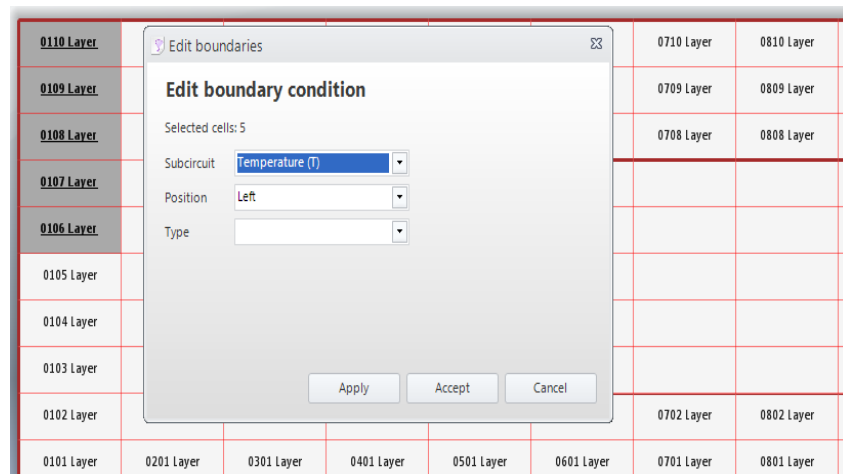 0110 Layer 0710 Layer 0810 Layer
Edit boundaries
0109 Layer 0709 Layer 0809 Layer
Edit boundary condition
Selected cells: 5
0108 Layer 0708 Layer 0808 Layer
Subcircuit Temperature (T)
0107 Layer
Position Left
0106 Layer
Type
0105 Layer
0104 Layer
0103 Layer
Apply Accept Cancel
0102 Layer 0702 Layer 0802 Layer
0101 Layer 0201 Layer 0301 Layer 0401 Layer 0501 Layer 0601 Layer 0701 Layer 0801 Layer